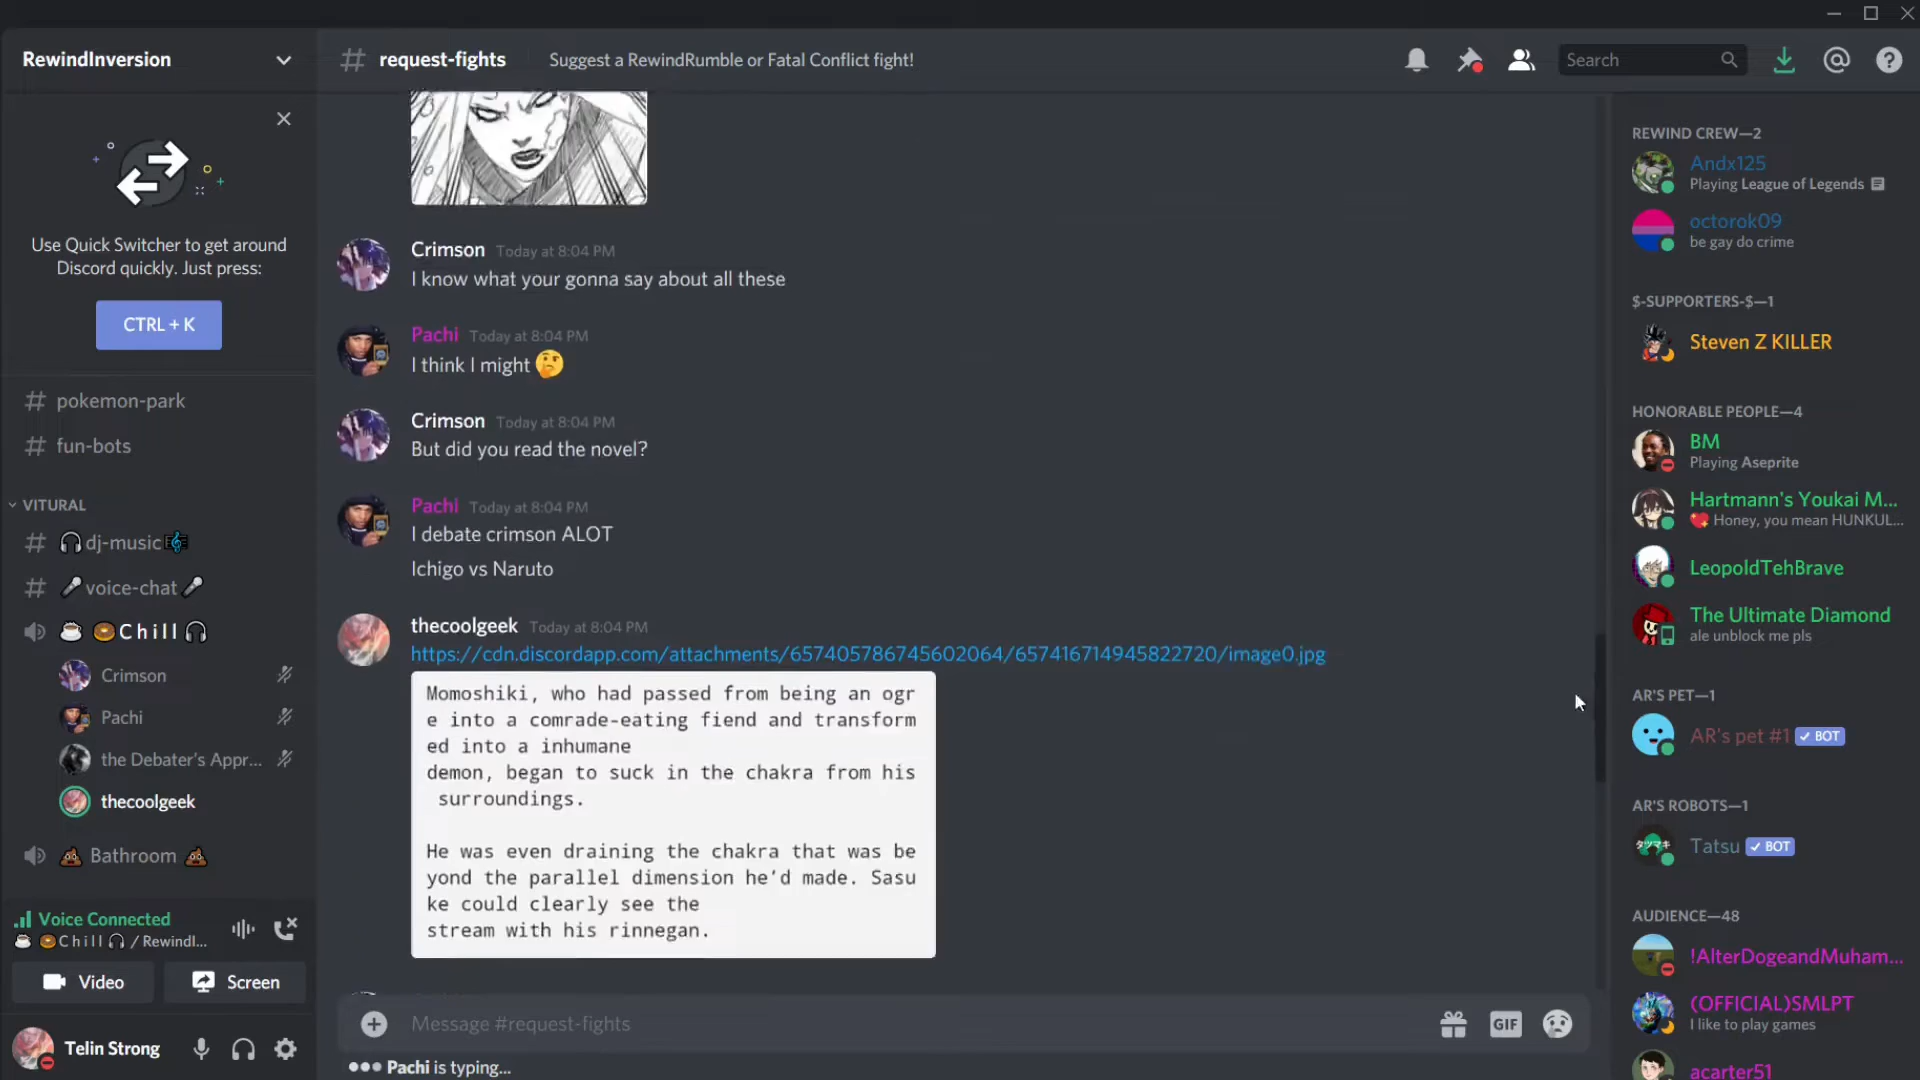 RewindInversion
Use Quick Switcher to get around
Discord quickly. Just press:
CTRL + K
# pokemon-park
# fun-bots
VITURAL
# 🎧dj-music🎼
# 🎤voice-chat🎤
☕ 🍩Chill🎧
Crimson
Pachi
the Debater's Appr...
thecoolgeek
💩 Bathroom 💩
Voice Connected
☕ 🍩Chill🎧 / RewindI...
Video
Screen
Telin Strong
# request-fights
Suggest a RewindRumble or Fatal Conflict fight!
Search
Crimson Today at 8:04 PM
I know what your gonna say about all these
Pachi Today at 8:04 PM
I think I might 🤔
Crimson Today at 8:04 PM
But did you read the novel?
Pachi Today at 8:04 PM
I debate crimson ALOT
Ichigo vs Naruto
thecoolgeek Today at 8:04 PM
https://cdn.discordapp.com/attachments/657405786745602064/657416714945822720/image0.jpg
Momoshiki, who had passed from being an ogr
e into a comrade-eating fiend and transform
ed into a inhumane
demon, began to suck in the chakra from his
surroundings.
He was even draining the chakra that was be
yond the parallel dimension he'd made. Sasu
ke could clearly see the
stream with his rinnegan.
Message #request-fights
GIF
Pachi is typing...
REWIND CREW—2
Andx125
Playing League of Legends
octorok09
be gay do crime
$-SUPPORTERS-$—1
Steven Z KILLER
HONORABLE PEOPLE—4
BM
Playing Aseprite
Hartmann's Youkai M...
💖 Honey, you mean HUNKUL...
LeopoldTehBrave
The Ultimate Diamond
ale unblock me pls
AR'S PET—1
AR's pet #1 ✓ BOT
AR'S ROBOTS—1
Tatsu ✓ BOT
AUDIENCE—48
!AlterDogeandMuham...
(OFFICIAL)SMLPT
I like to play games
acarter51